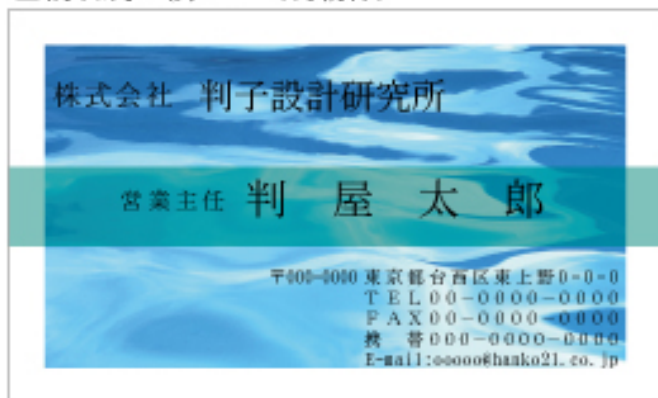 株式会社 判子設計研究所
営業主任 判屋太郎
〒000-0000 東京都台西区東上野0-0-0
TEL00-0000-0000
FAX00-0000-0000
携 帯000-0000-0000
E-mail:ooooo@hanko21.co.jp